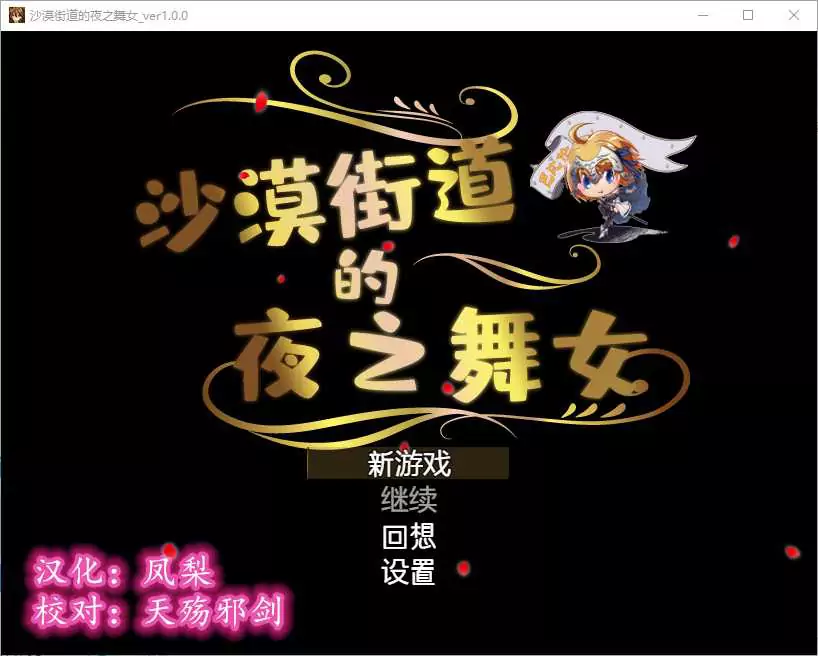 沙漠街道的夜之舞女_ver1.0.0
沙漠街道
的
夜之舞女
新游戏
继续
回想
设置
汉化：凤梨
校对：天殇邪剑